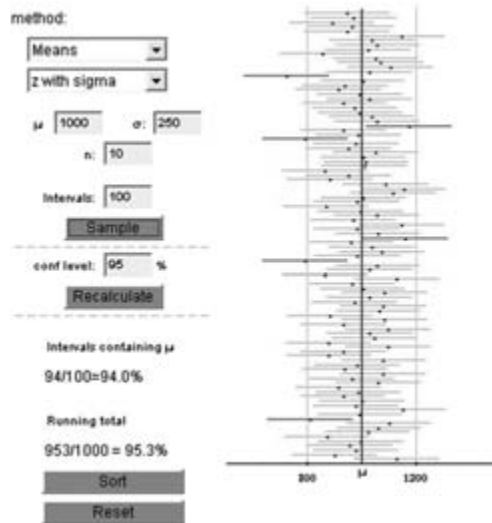 method:
Means
z with sigma
μ 1000 σ: 250
n: 10
Intervals: 100
Sample
conf level: 95 %
Recalculate
Intervals containing μ
94/100=94.0%
Running total
953/1000 = 95.3%
Sort
Reset
800 μ 1200